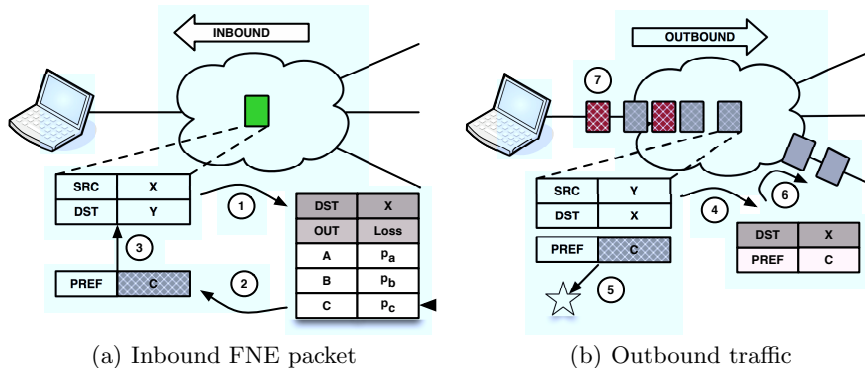 INBOUND
SRC X
DST Y
1
DST X
OUT Loss
A pa
B pb
C pc
3
2
PREF C
(a) Inbound FNE packet
OUTBOUND
7
6
SRC Y
DST X
4
PREF C
DST X
PREF C
5
(b) Outbound traffic